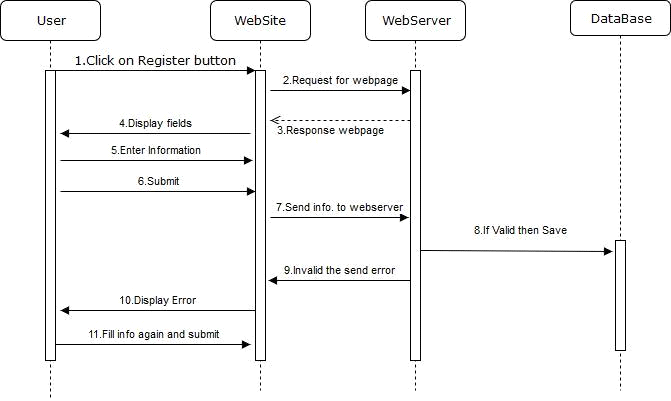 User
WebSite
WebServer
DataBase
1.Click on Register button
2.Request for webpage
3.Response webpage
4.Display fields
5.Enter Information
6.Submit
7.Send info. to webserver
8.If Valid then Save
9.Invalid the send error
10.Display Error
11.Fill info again and submit